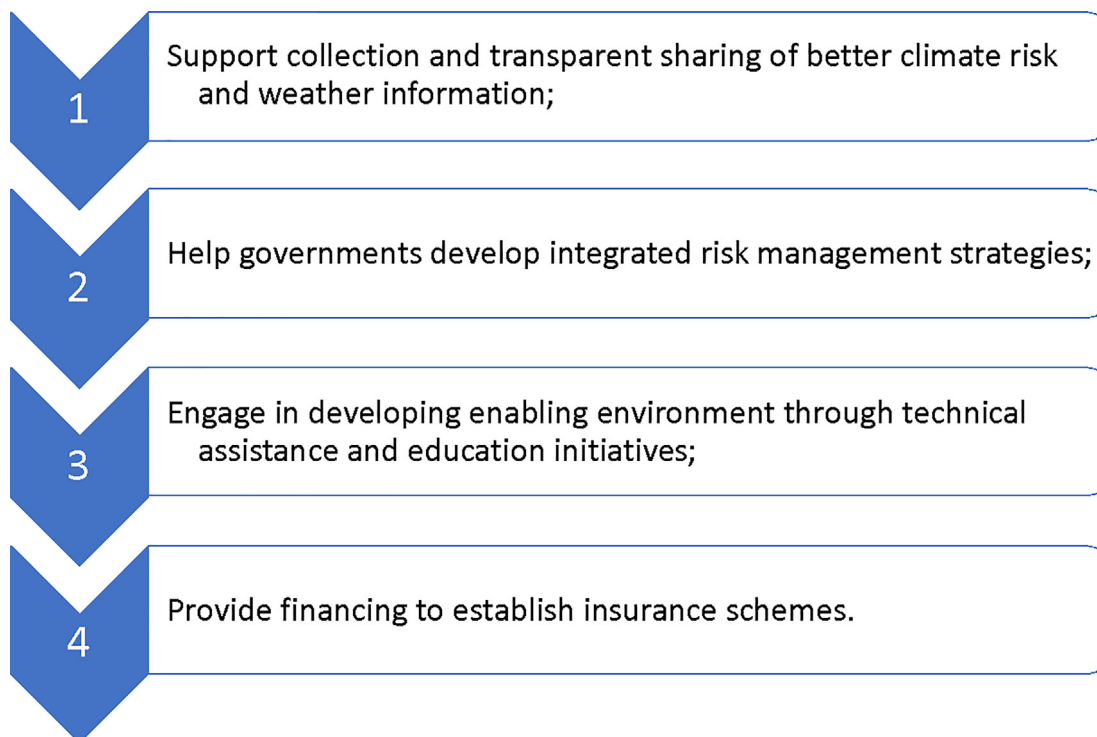 1
Support collection and transparent sharing of better climate risk
and weather information;
2
Help governments develop integrated risk management strategies;
3
Engage in developing enabling environment through technical
assistance and education initiatives;
4
Provide financing to establish insurance schemes.